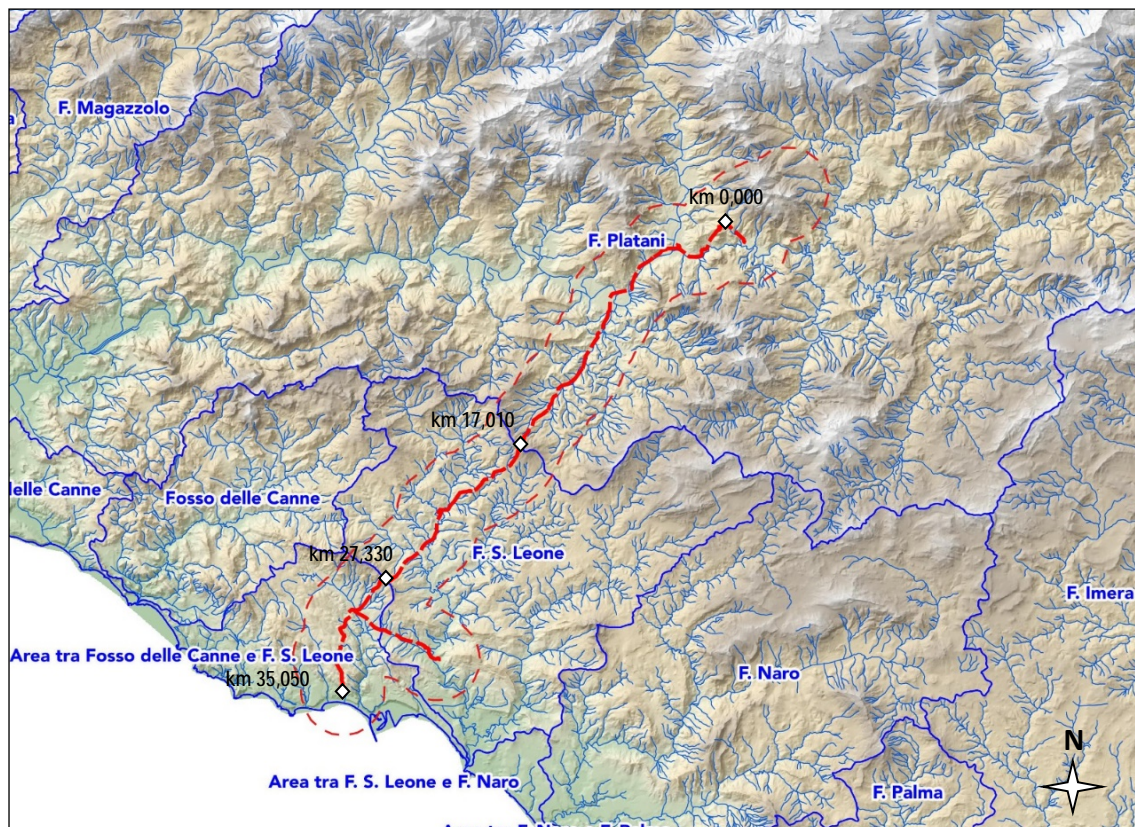 F. Magazzolo
km 0,000
F. Platani
km 17,010
elle Canne
Fosso delle Canne
km 27,330
F. S. Leone
F. Imera
Area tra Fosso delle Canne e F. S. Leone
km 35,050
F. Naro
N
Area tra F. S. Leone e F. Naro
F. Palma